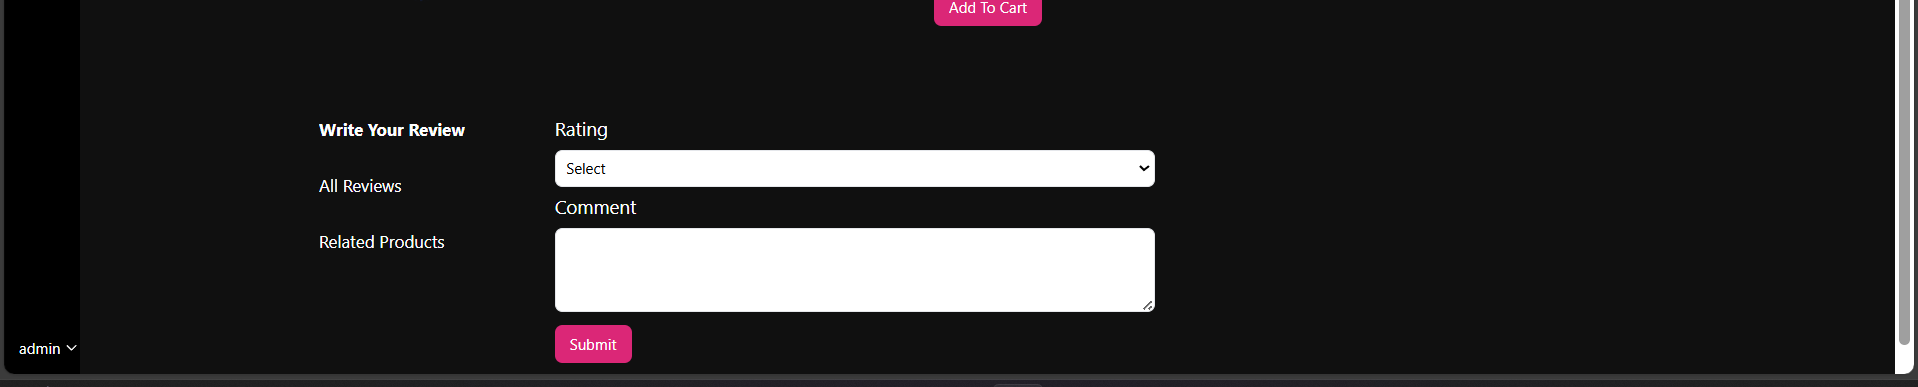 Add To Cart
Write Your Review
All Reviews
Related Products
Rating
Select
Comment
Submit
admin